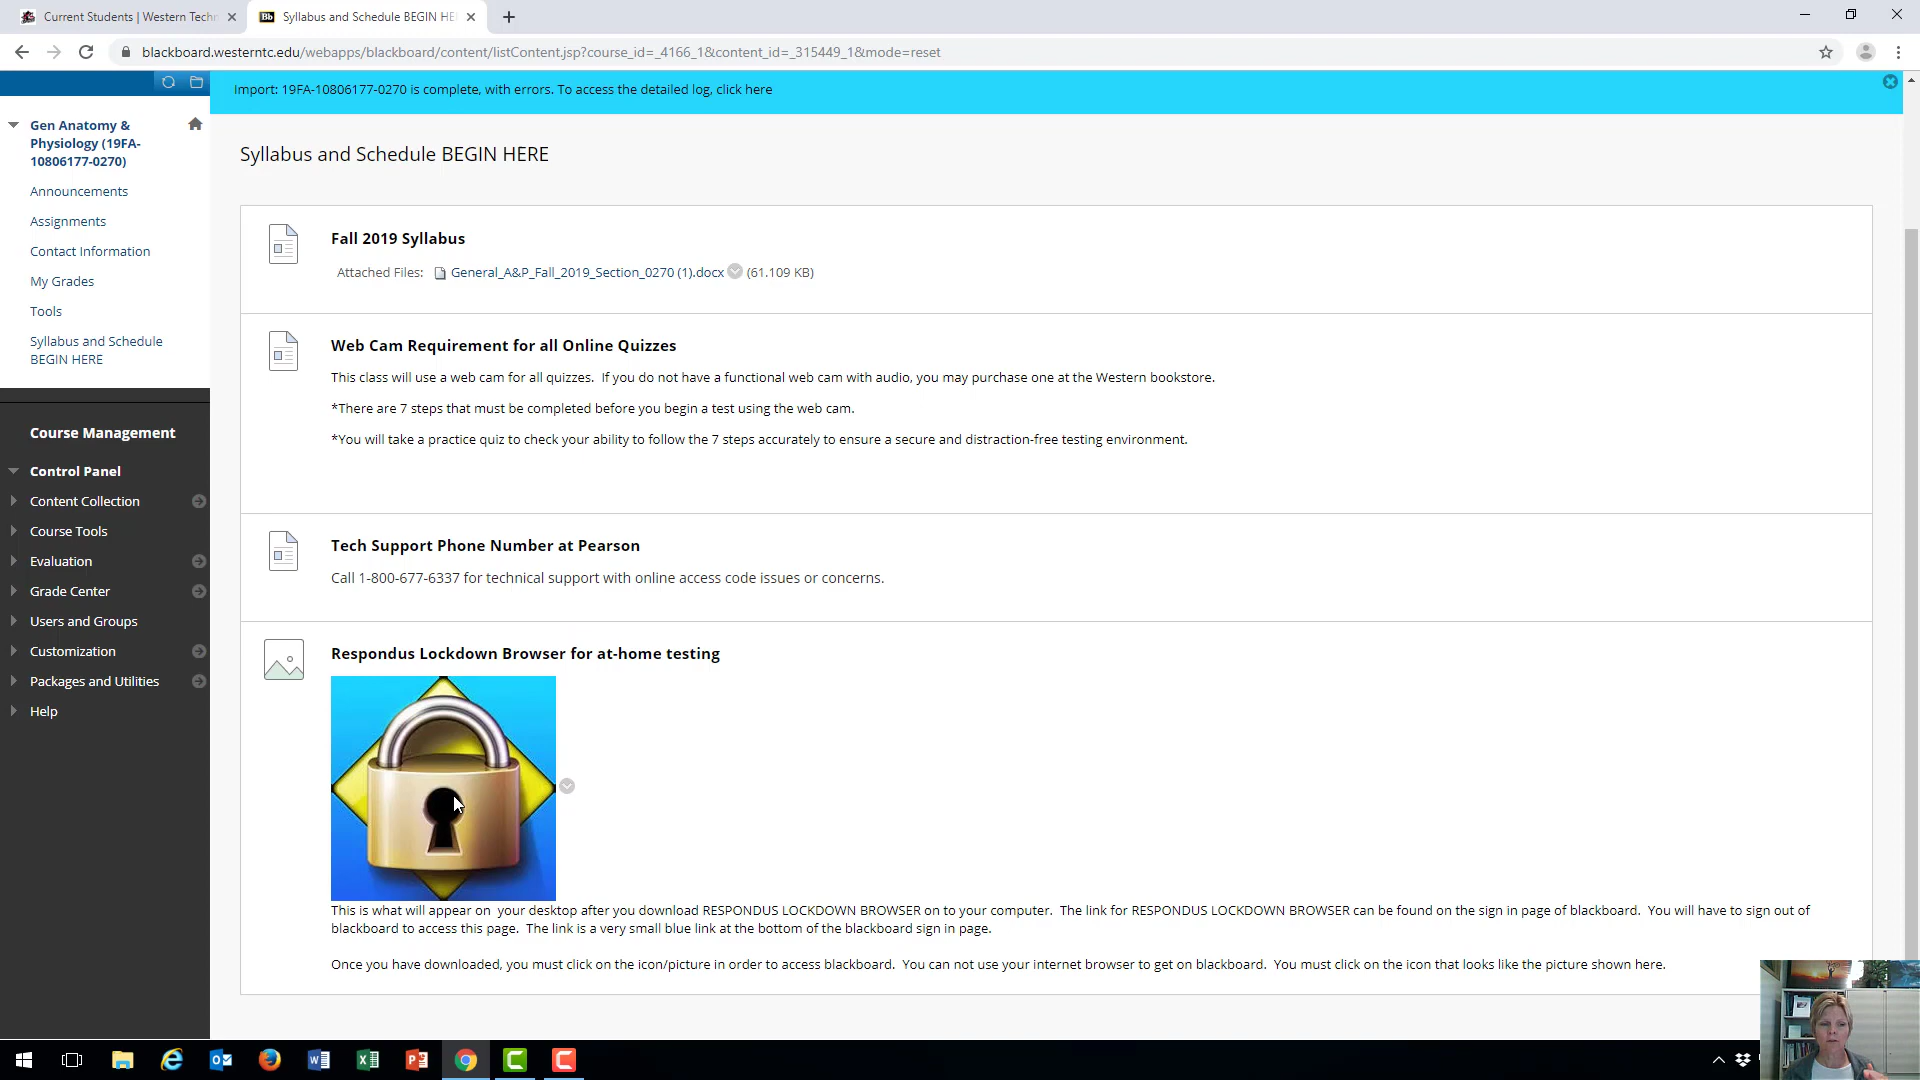 Current Students | Western Techn
Bb Syllabus and Schedule BEGIN HE
blackboard.westerntc.edu/webapps/blackboard/content/listContent.jsp?course_id=_4166_1&content_id=_315449_1&mode=reset
Import: 19FA-10806177-0270 is complete, with errors. To access the detailed log, click here
Gen Anatomy &
Physiology (19FA-
10806177-0270)
Announcements
Assignments
Contact Information
My Grades
Tools
Syllabus and Schedule
BEGIN HERE
Course Management
Control Panel
Content Collection
Course Tools
Evaluation
Grade Center
Users and Groups
Customization
Packages and Utilities
Help
Syllabus and Schedule BEGIN HERE
Fall 2019 Syllabus
Attached Files: General_A&P_Fall_2019_Section_0270 (1).docx (61.109 KB)
Web Cam Requirement for all Online Quizzes
This class will use a web cam for all quizzes. If you do not have a functional web cam with audio, you may purchase one at the Western bookstore.
*There are 7 steps that must be completed before you begin a test using the web cam.
*You will take a practice quiz to check your ability to follow the 7 steps accurately to ensure a secure and distraction-free testing environment.
Tech Support Phone Number at Pearson
Call 1-800-677-6337 for technical support with online access code issues or concerns.
Respondus Lockdown Browser for at-home testing
This is what will appear on your desktop after you download RESPONDUS LOCKDOWN BROWSER on to your computer. The link for RESPONDUS LOCKDOWN BROWSER can be found on the sign in page of blackboard. You will have to sign out of
blackboard to access this page. The link is a very small blue link at the bottom of the blackboard sign in page.
Once you have downloaded, you must click on the icon/picture in order to access blackboard. You can not use your internet browser to get on blackboard. You must click on the icon that looks like the picture shown here.